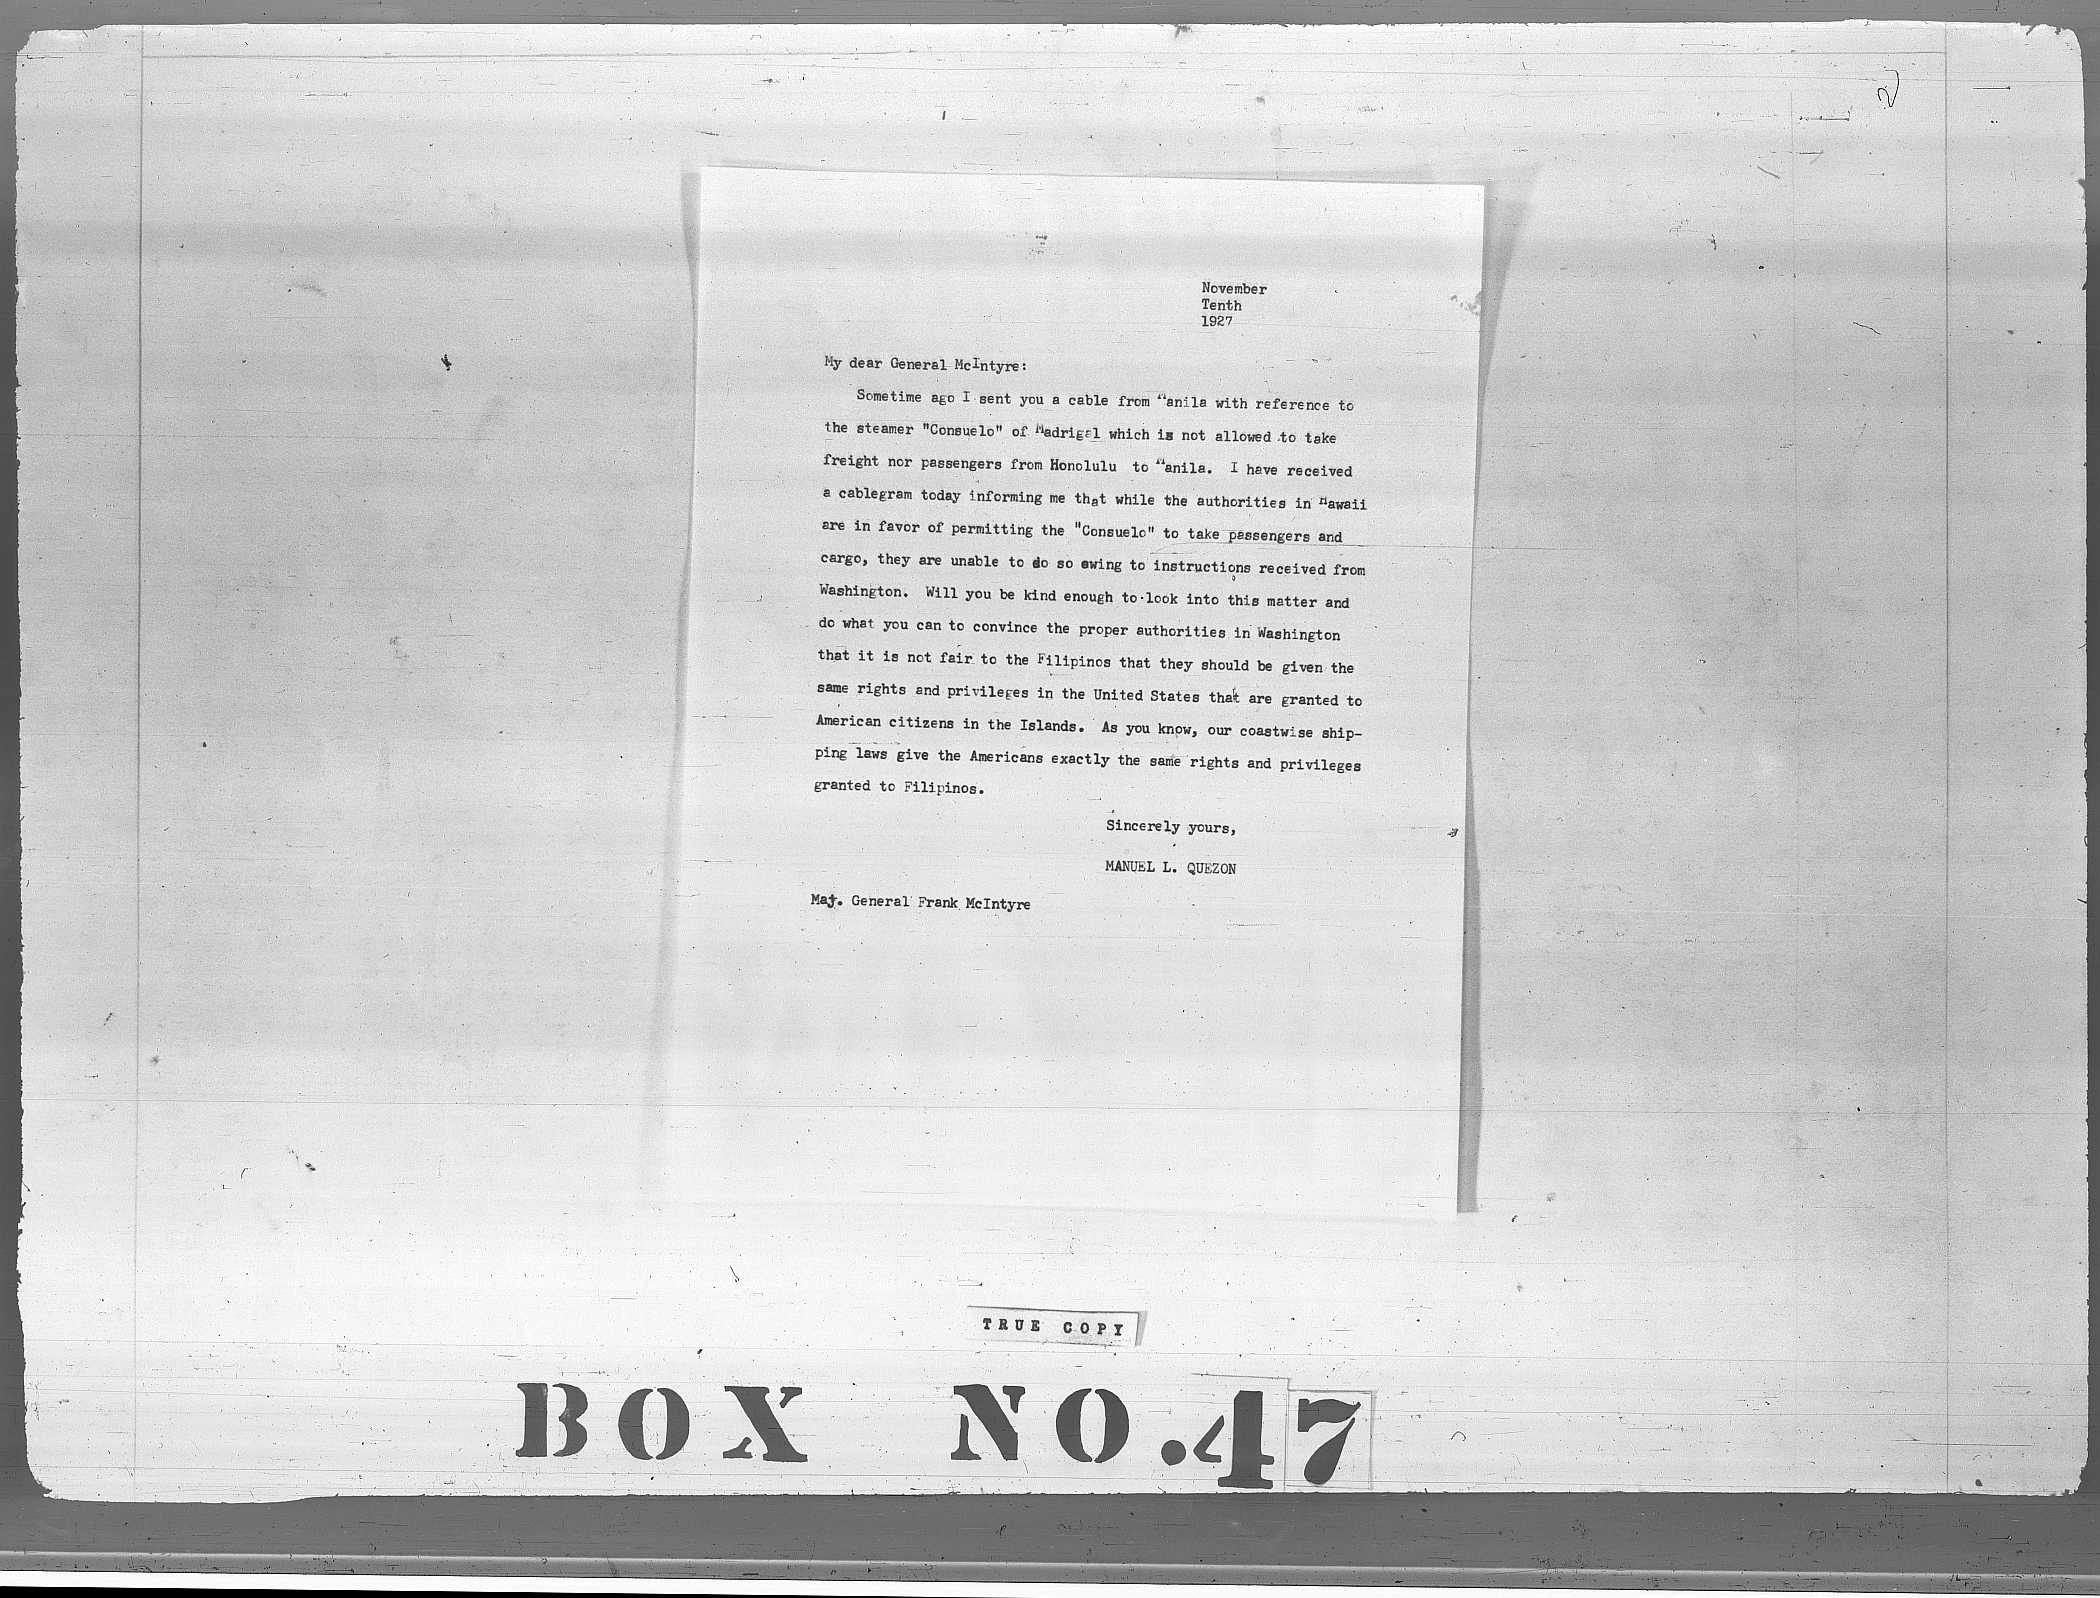 2
November
Tenth
1927
My dear General McIntyre:
Sometime ago I sent you a cable from Manila with reference to
the steamer "Consuelo" of Madrigal which is not allowed to take
freight nor passengers from Honolulu to Manila. I have received
a cablegram today informing me that while the authorities in Hawaii
are in favor of permitting the "Consuelo" to take passengers and
cargo, they are unable to do so owing to instructions received from
Washington. Will you be kind enough to look into this matter and
do what you can to convince the proper authorities in Washington
that it is not fair to the Filipinos that they should be given the
same rights and privileges in the United States that are granted to
American citizens in the Islands. As you know, our coastwise ship-
ping laws give the Americans exactly the same rights and privileges
granted to Filipinos.
Sincerely yours,
MANUEL L. QUEZON
Maj. General Frank McIntyre
TRUE COPY
BOX NO.47